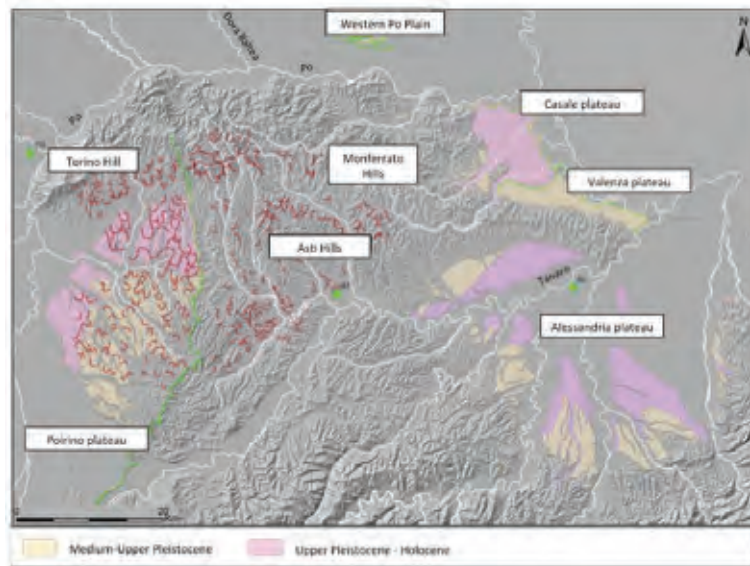 Western Po Plain
N
Dora Baltea
Po
Po
Casale plateau
Torino Hill
Monferrato
Hills
Valenza plateau
Asti Hills
Tanaro
Alessandria plateau
Poirino plateau
0
20
Medium-Upper Pleistocene
Upper Pleistocene - Holocene